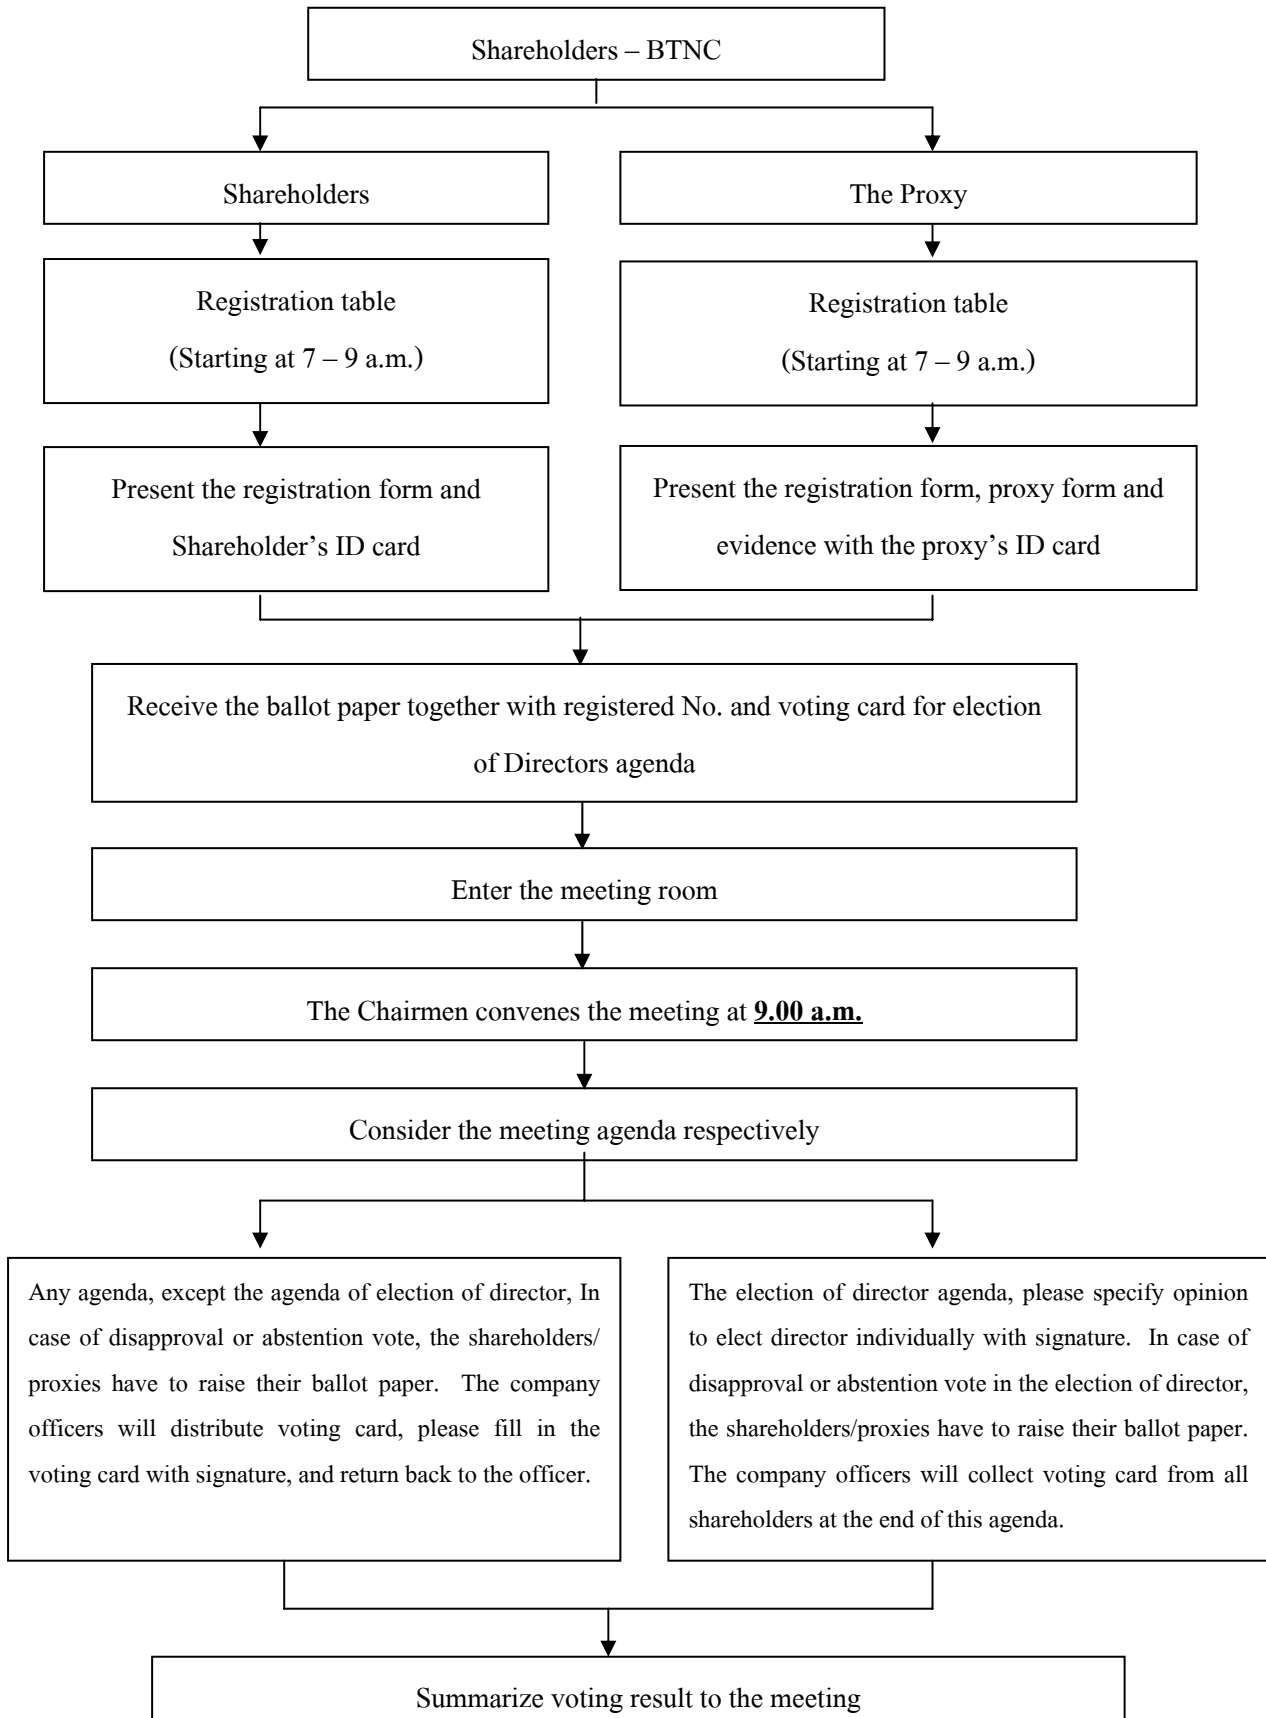 Shareholders – BTNC
Shareholders
The Proxy
Registration table
(Starting at 7 – 9 a.m.)
Registration table
(Starting at 7 – 9 a.m.)
Present the registration form and
Shareholder’s ID card
Present the registration form, proxy form and
evidence with the proxy’s ID card
Receive the ballot paper together with registered No. and voting card for election
of Directors agenda
Enter the meeting room
The Chairmen convenes the meeting at 9.00 a.m.
Consider the meeting agenda respectively
Any agenda, except the agenda of election of director, In
case of disapproval or abstention vote, the shareholders/
proxies have to raise their ballot paper. The company
officers will distribute voting card, please fill in the
voting card with signature, and return back to the officer.
The election of director agenda, please specify opinion
to elect director individually with signature. In case of
disapproval or abstention vote in the election of director,
the shareholders/proxies have to raise their ballot paper.
The company officers will collect voting card from all
shareholders at the end of this agenda.
Summarize voting result to the meeting